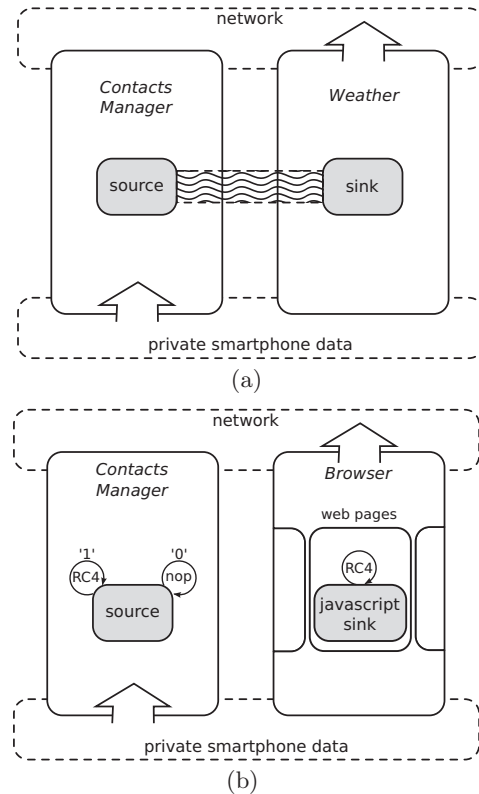 network
Contacts
Manager
Weather
source
sink
private smartphone data
(a)
network
Contacts
Manager
Browser
web pages
'1'
'0'
RC4
nop
RC4
source
javascript
sink
private smartphone data
(b)